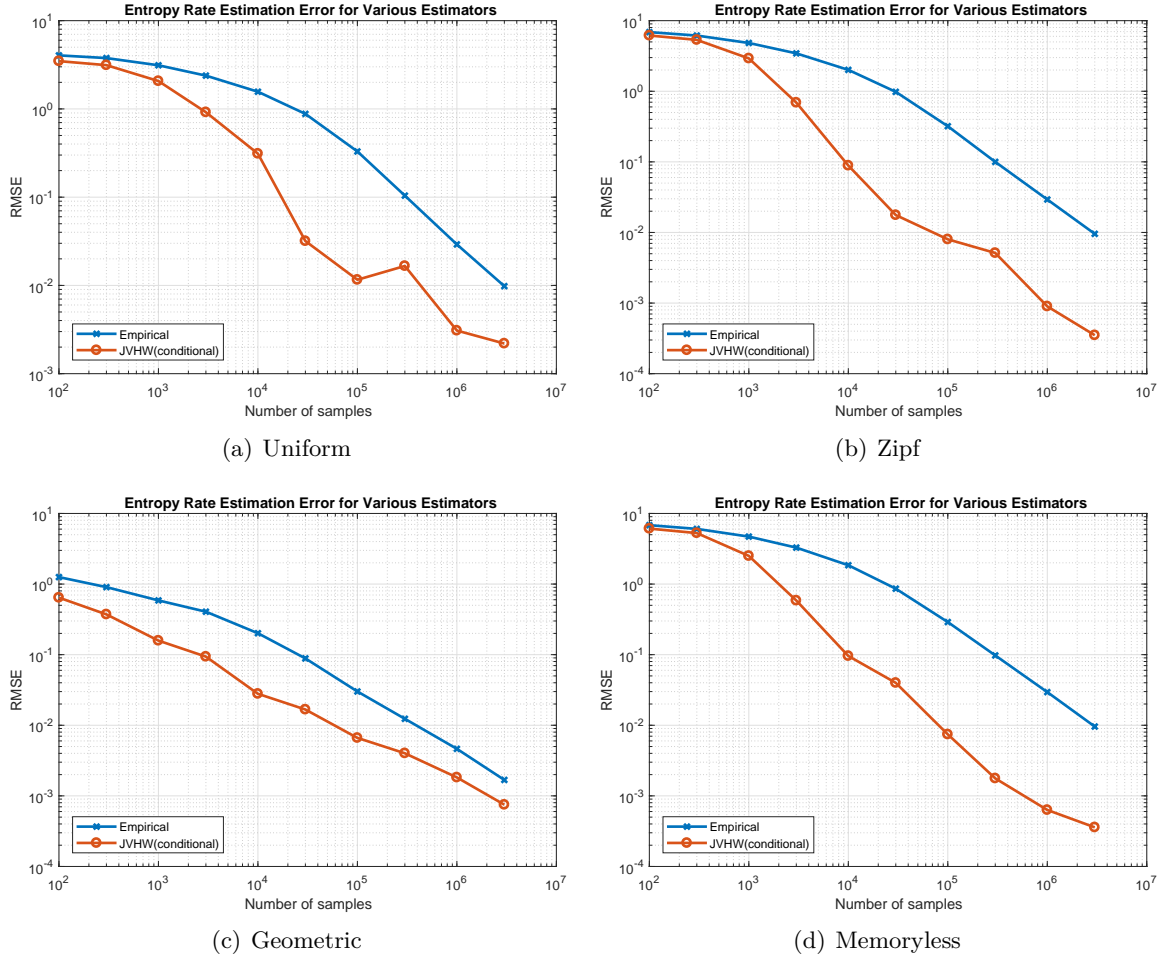 Entropy Rate Estimation Error for Various Estimators
10^1
10^0
10^-1
10^-2
10^-3
RMSE
Empirical
JVHW(conditional)
10^2 10^3 10^4 10^5 10^6 10^7
Number of samples
(a) Uniform
Entropy Rate Estimation Error for Various Estimators
10^1
10^0
10^-1
10^-2
10^-3
10^-4
RMSE
Empirical
JVHW(conditional)
10^2 10^3 10^4 10^5 10^6 10^7
Number of samples
(b) Zipf
Entropy Rate Estimation Error for Various Estimators
10^1
10^0
10^-1
10^-2
10^-3
10^-4
RMSE
Empirical
JVHW(conditional)
10^2 10^3 10^4 10^5 10^6 10^7
Number of samples
(c) Geometric
Entropy Rate Estimation Error for Various Estimators
10^1
10^0
10^-1
10^-2
10^-3
10^-4
RMSE
Empirical
JVHW(conditional)
10^2 10^3 10^4 10^5 10^6 10^7
Number of samples
(d) Memoryless